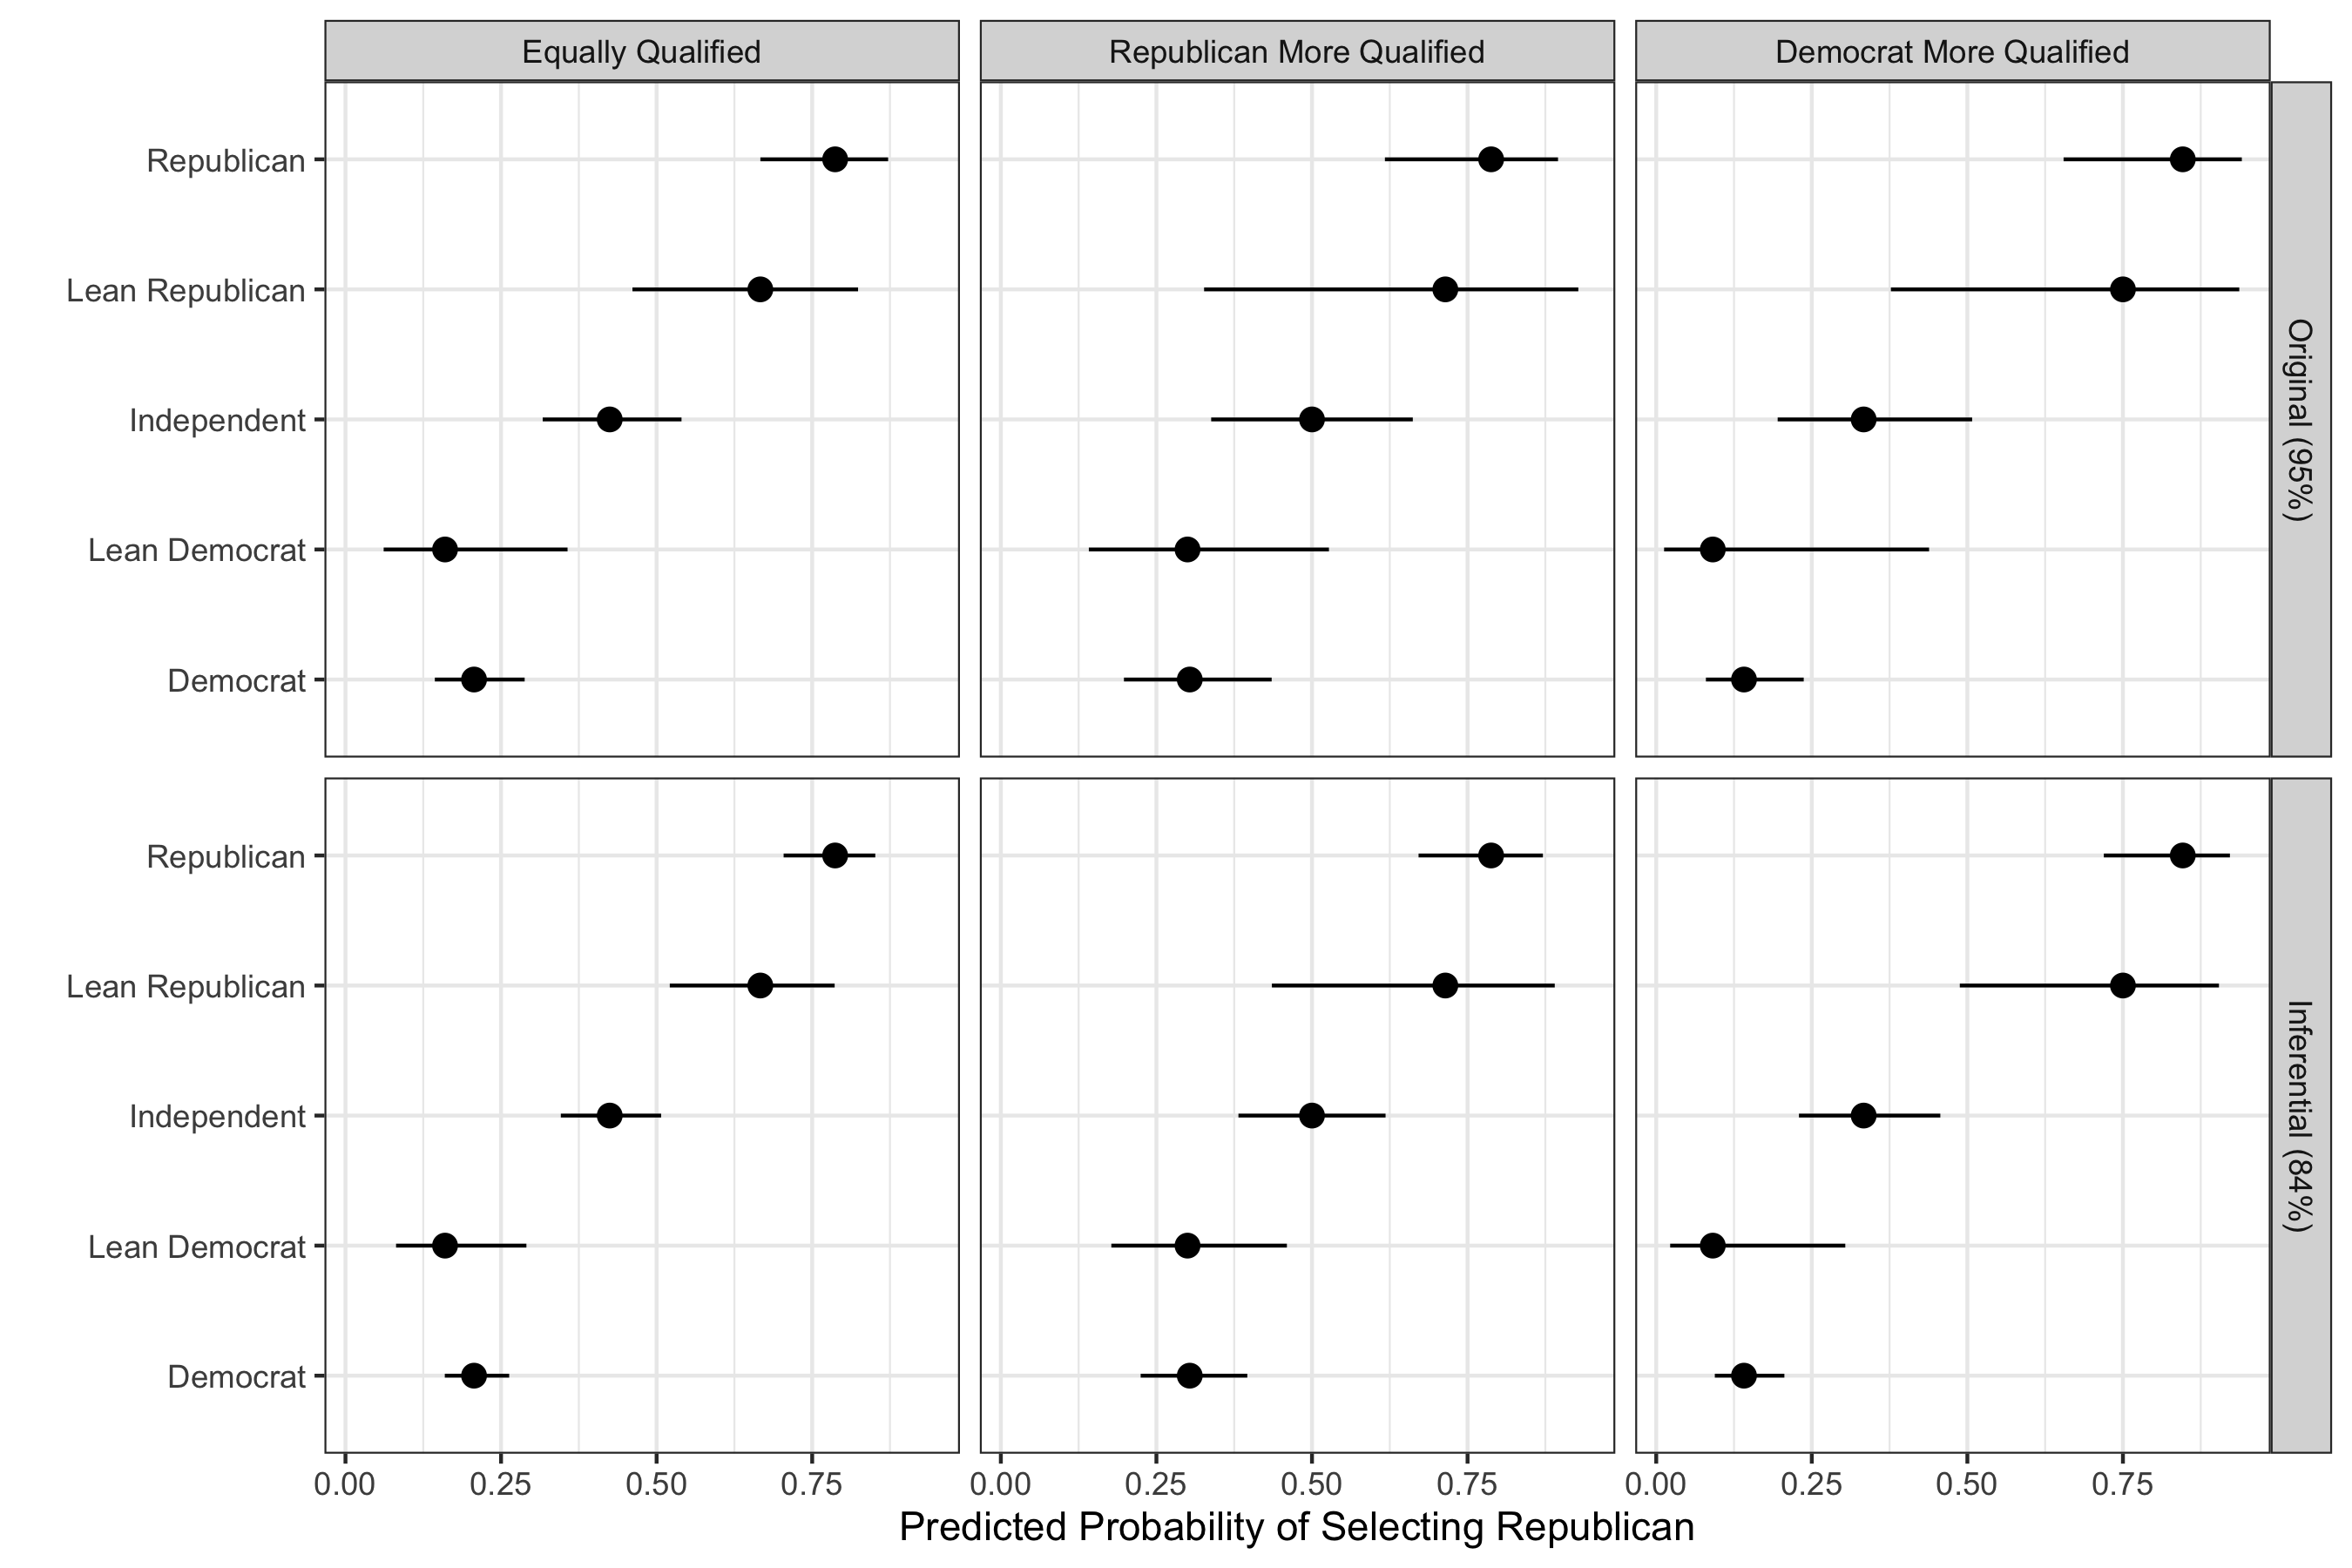 Equally Qualified
Republican More Qualified
Democrat More Qualified
Republican
Lean Republican
Independent
Lean Democrat
Democrat
Original (95%)
Republican
Lean Republican
Independent
Lean Democrat
Democrat
Inferential (84%)
0.00 0.25 0.50 0.75
0.00 0.25 0.50 0.75
0.00 0.25 0.50 0.75
Predicted Probability of Selecting Republican